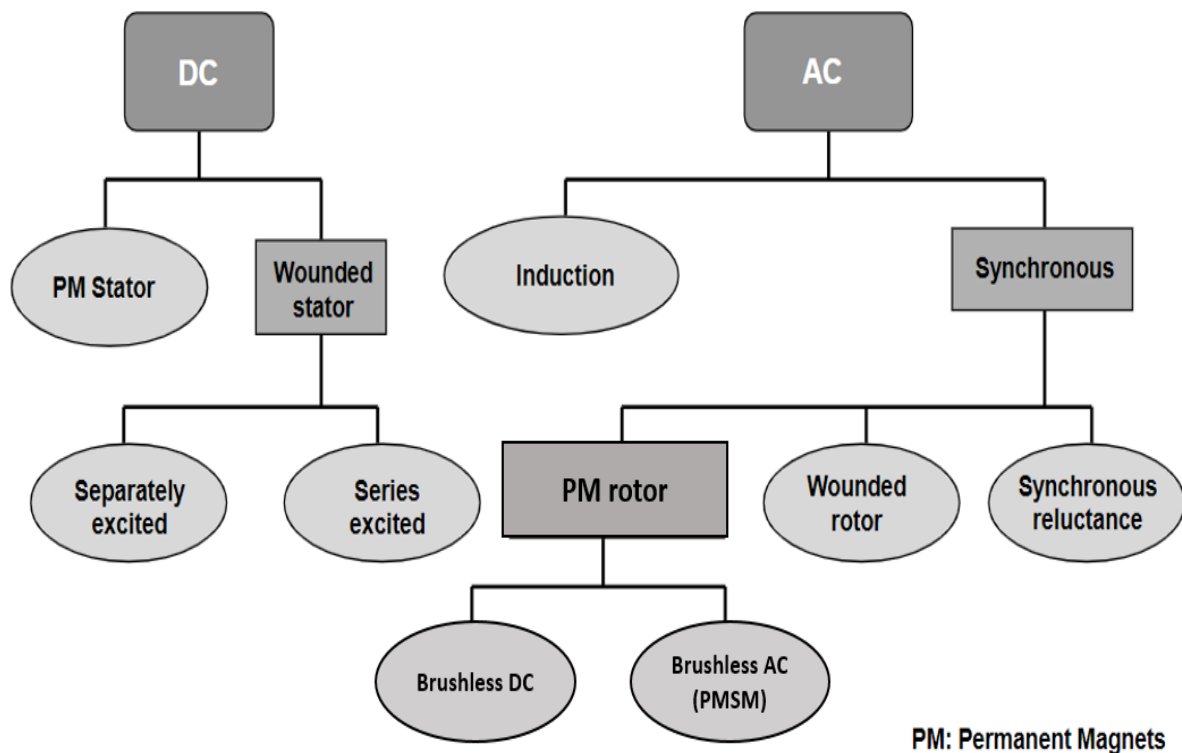 DC
AC
PM Stator
Wounded
stator
Induction
Synchronous
Separately
excited
Series
excited
PM rotor
Wounded
rotor
Synchronous
reluctance
Brushless DC
Brushless AC
(PMSM)
PM: Permanent Magnets